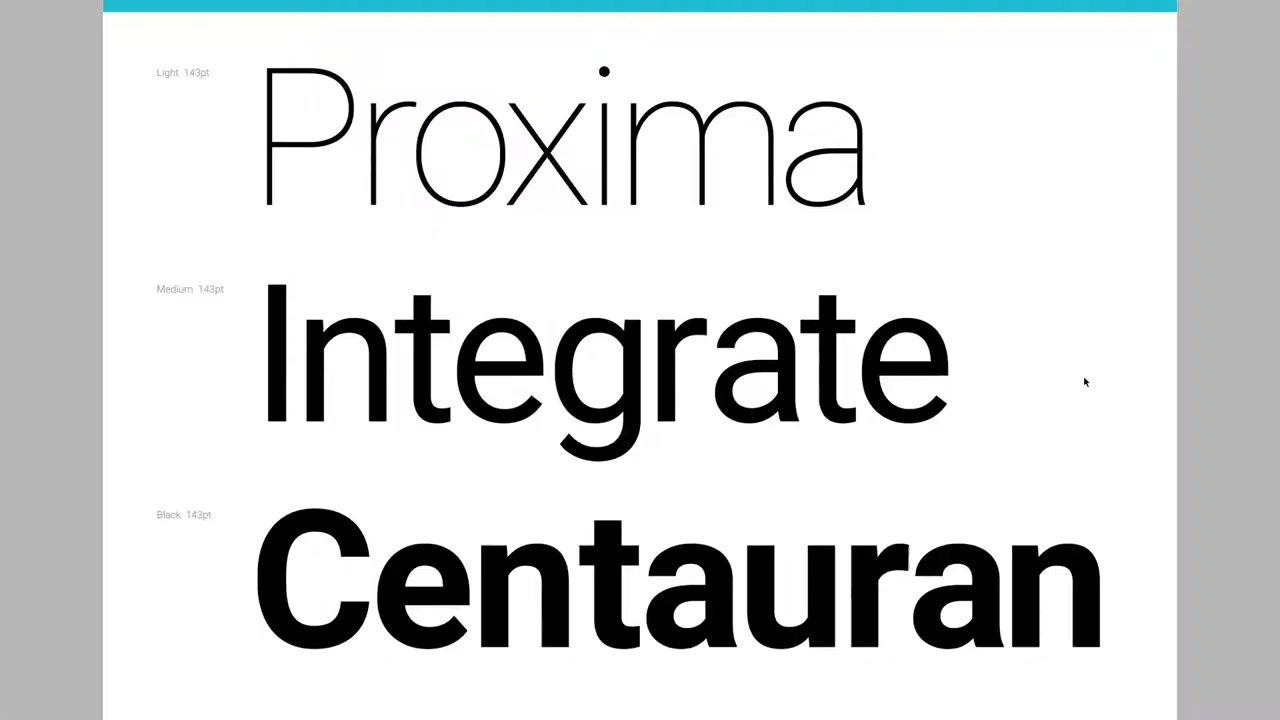 Light 143pt
Proxima
Medium 143pt
Integrate
Black 143pt
Centauran